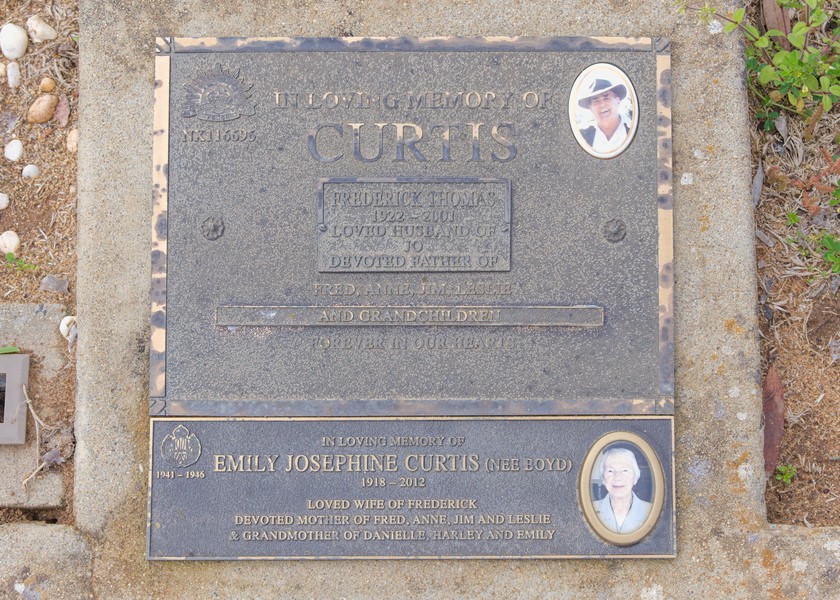 NX116696
IN LOVING MEMORY OF
CURTIS
FREDERICK THOMAS
1922 – 2001
LOVED HUSBAND OF
JO
DEVOTED FATHER OF
FRED, ANNE, JIM, LESLIE
AND GRANDCHILDREN
FOREVER IN OUR HEARTS
1941 – 1946
IN LOVING MEMORY OF
EMILY JOSEPHINE CURTIS (NEE BOYD)
1918 – 2012
LOVED WIFE OF FREDERICK
DEVOTED MOTHER OF FRED, ANNE, JIM AND LESLIE
& GRANDMOTHER OF DANIELLE, HARLEY AND EMILY